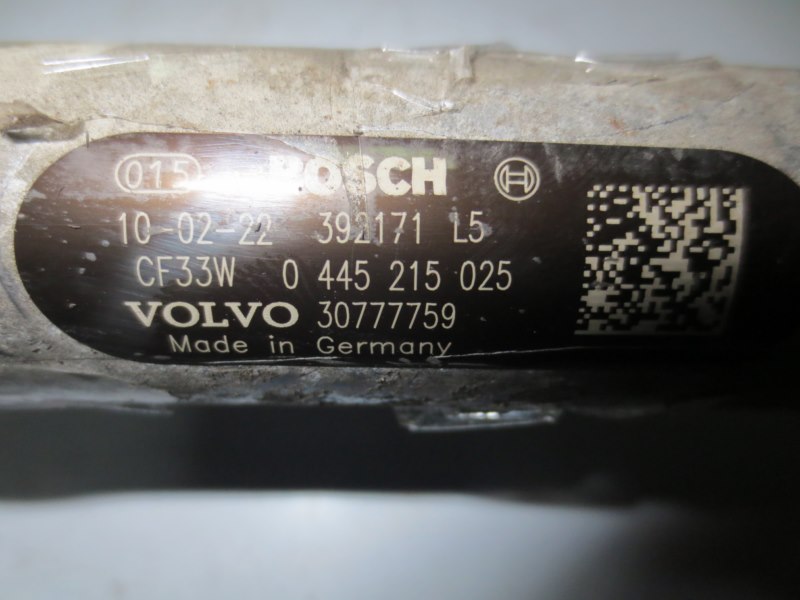 015 BOSCH
10-02-22 392171 L5
CF33W 0 445 215 025
VOLVO 30777759
Made in Germany